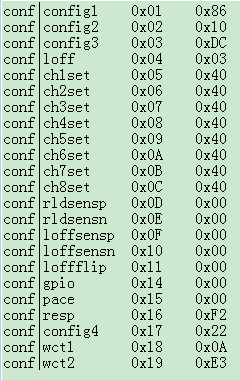 conf config1 0x01 0x86
conf config2 0x02 0x10
conf config3 0x03 0xDC
conf loff 0x04 0x03
conf ch1set 0x05 0x40
conf ch2set 0x06 0x40
conf ch3set 0x07 0x40
conf ch4set 0x08 0x40
conf ch5set 0x09 0x40
conf ch6set 0x0A 0x40
conf ch7set 0x0B 0x40
conf ch8set 0x0C 0x40
conf rldsensp 0x0D 0x00
conf rldsensn 0x0E 0x00
conf loffsensp 0x0F 0x00
conf loffsensn 0x10 0x00
conf loffflip 0x11 0x00
conf gpio 0x14 0x00
conf pace 0x15 0x00
conf resp 0x16 0xF2
conf config4 0x17 0x22
conf wct1 0x18 0x0A
conf wct2 0x19 0xE3